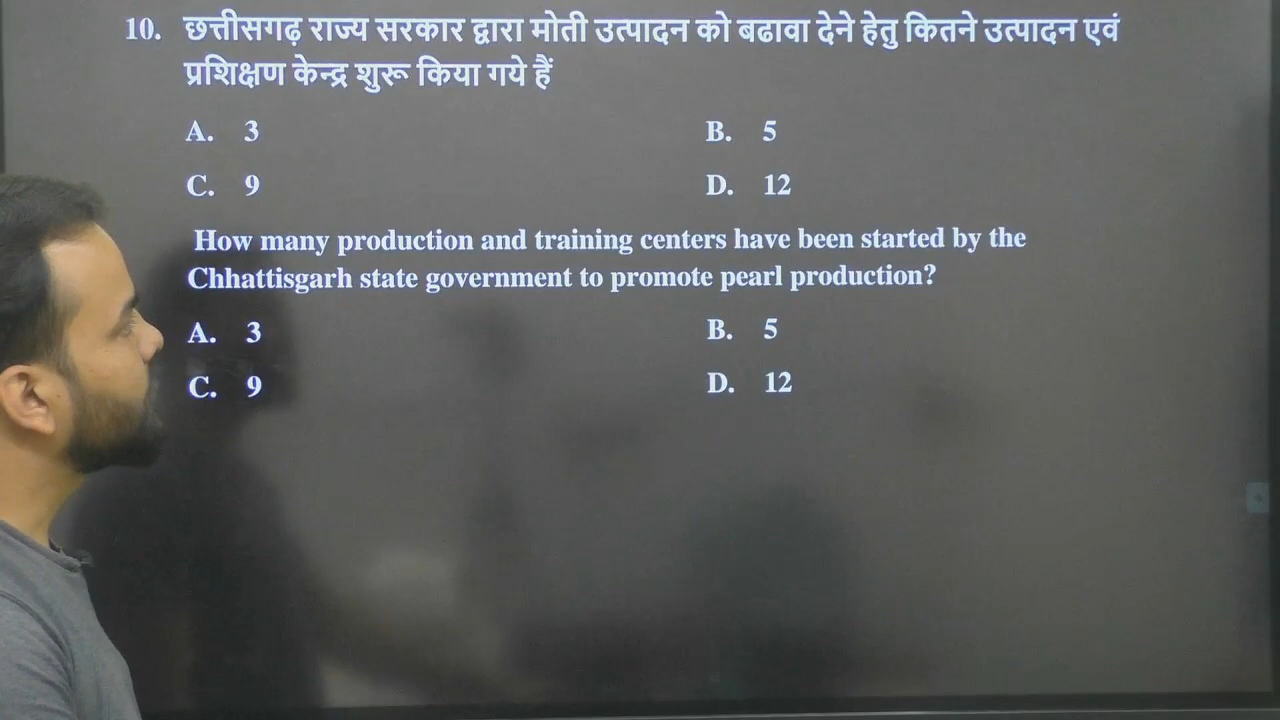 10. छत्तीसगढ़ राज्य सरकार द्वारा मोती उत्पादन को बढावा देने हेतु कितने उत्पादन एवं
प्रशिक्षण केन्द्र शुरू किया गये हैं
A. 3 B. 5
C. 9 D. 12
How many production and training centers have been started by the
Chhattisgarh state government to promote pearl production?
A. 3 B. 5
C. 9 D. 12